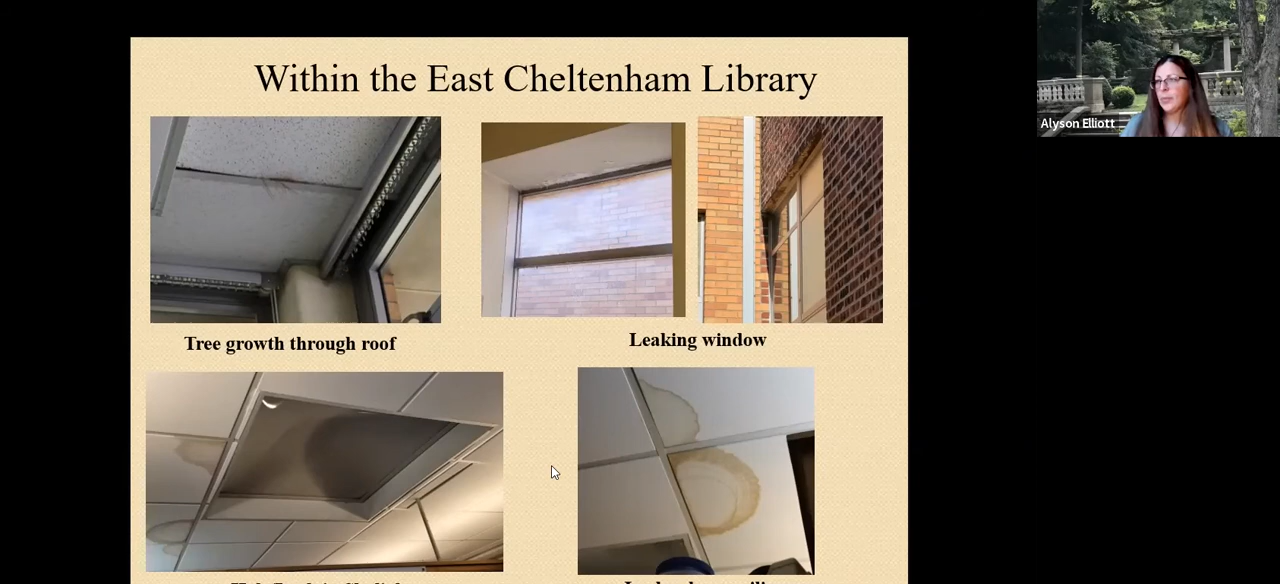 Within the East Cheltenham Library
Alyson Elliott
Tree growth through roof
Leaking window